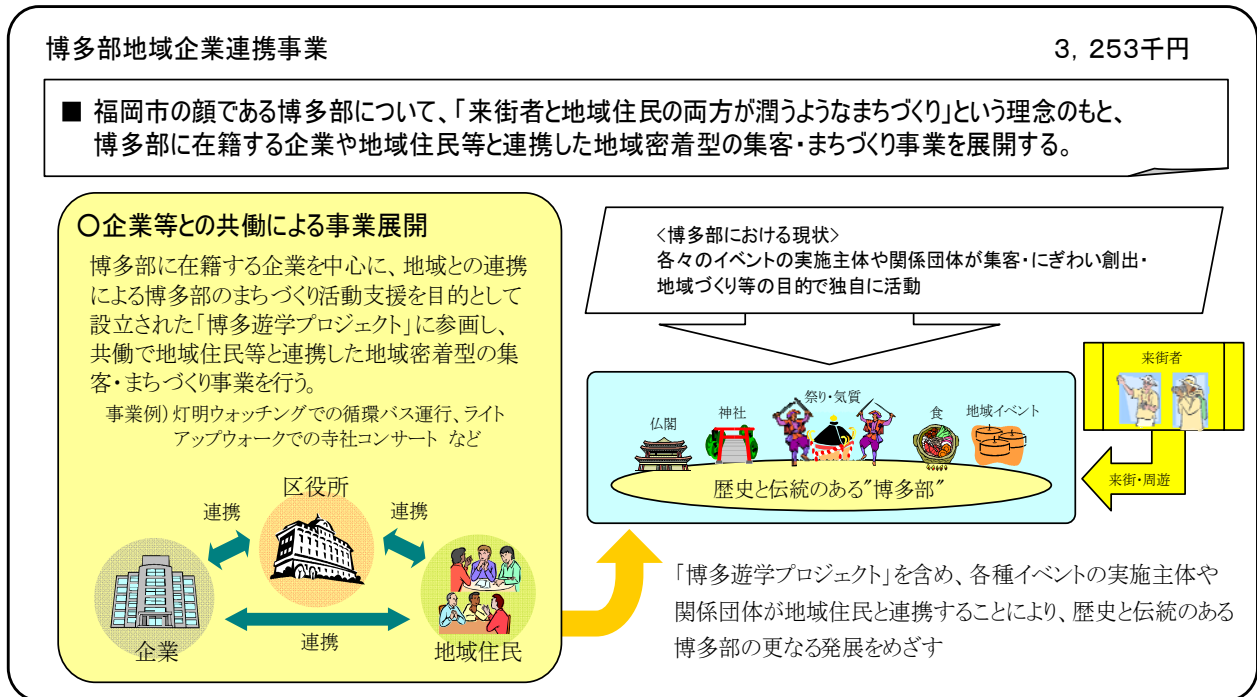 博多部地域企業連携事業
3，253千円
■ 福岡市の顔である博多部について、「来街者と地域住民の両方が潤うようなまちづくり」という理念のもと、
博多部に在籍する企業や地域住民等と連携した地域密着型の集客・まちづくり事業を展開する。
○企業等との共働による事業展開
博多部に在籍する企業を中心に、地域との連携
による博多部のまちづくり活動支援を目的として
設立された「博多遊学プロジェクト」に参画し、
共働で地域住民等と連携した地域密着型の集
客・まちづくり事業を行う。
事業例）灯明ウォッチングでの循環バス運行、ライト
アップウォークでの寺社コンサート など
区役所
連携
連携
企業
連携
地域住民
<博多部における現状>
各々のイベントの実施主体や関係団体が集客・にぎわい創出・
地域づくり等の目的で独自に活動
仏閣
神社
祭り・気質
食
地域イベント
歴史と伝統のある”博多部”
来街者
来街・周遊
「博多遊学プロジェクト」を含め、各種イベントの実施主体や
関係団体が地域住民と連携することにより、歴史と伝統のある
博多部の更なる発展をめざす